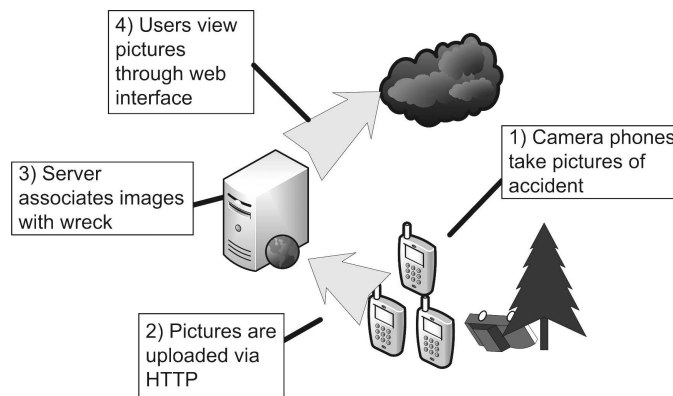 4) Users view
pictures
through web
interface
1) Camera phones
take pictures of
accident
3) Server
associates images
with wreck
2) Pictures are
uploaded via
HTTP